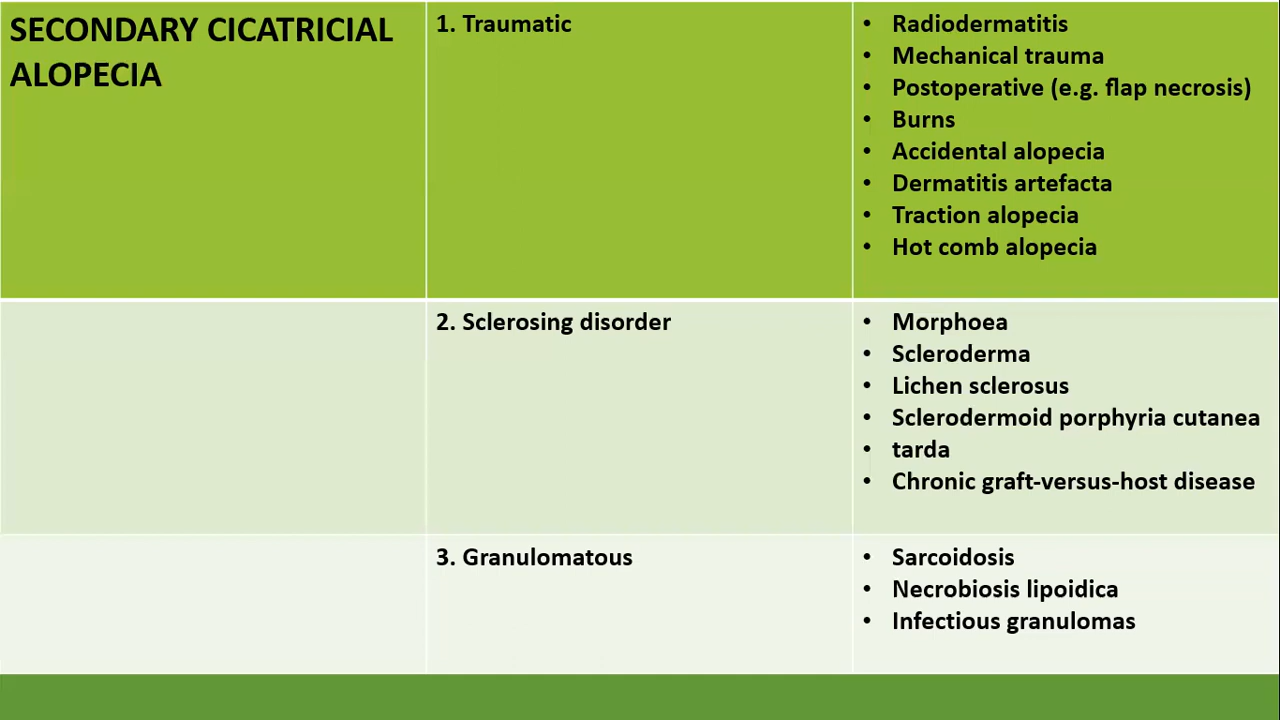 SECONDARY CICATRICIAL
ALOPECIA
1. Traumatic
• Radiodermatitis
• Mechanical trauma
• Postoperative (e.g. flap necrosis)
• Burns
• Accidental alopecia
• Dermatitis artefacta
• Traction alopecia
• Hot comb alopecia
2. Sclerosing disorder
• Morphoea
• Scleroderma
• Lichen sclerosus
• Sclerodermoid porphyria cutanea
• tarda
• Chronic graft-versus-host disease
3. Granulomatous
• Sarcoidosis
• Necrobiosis lipoidica
• Infectious granulomas